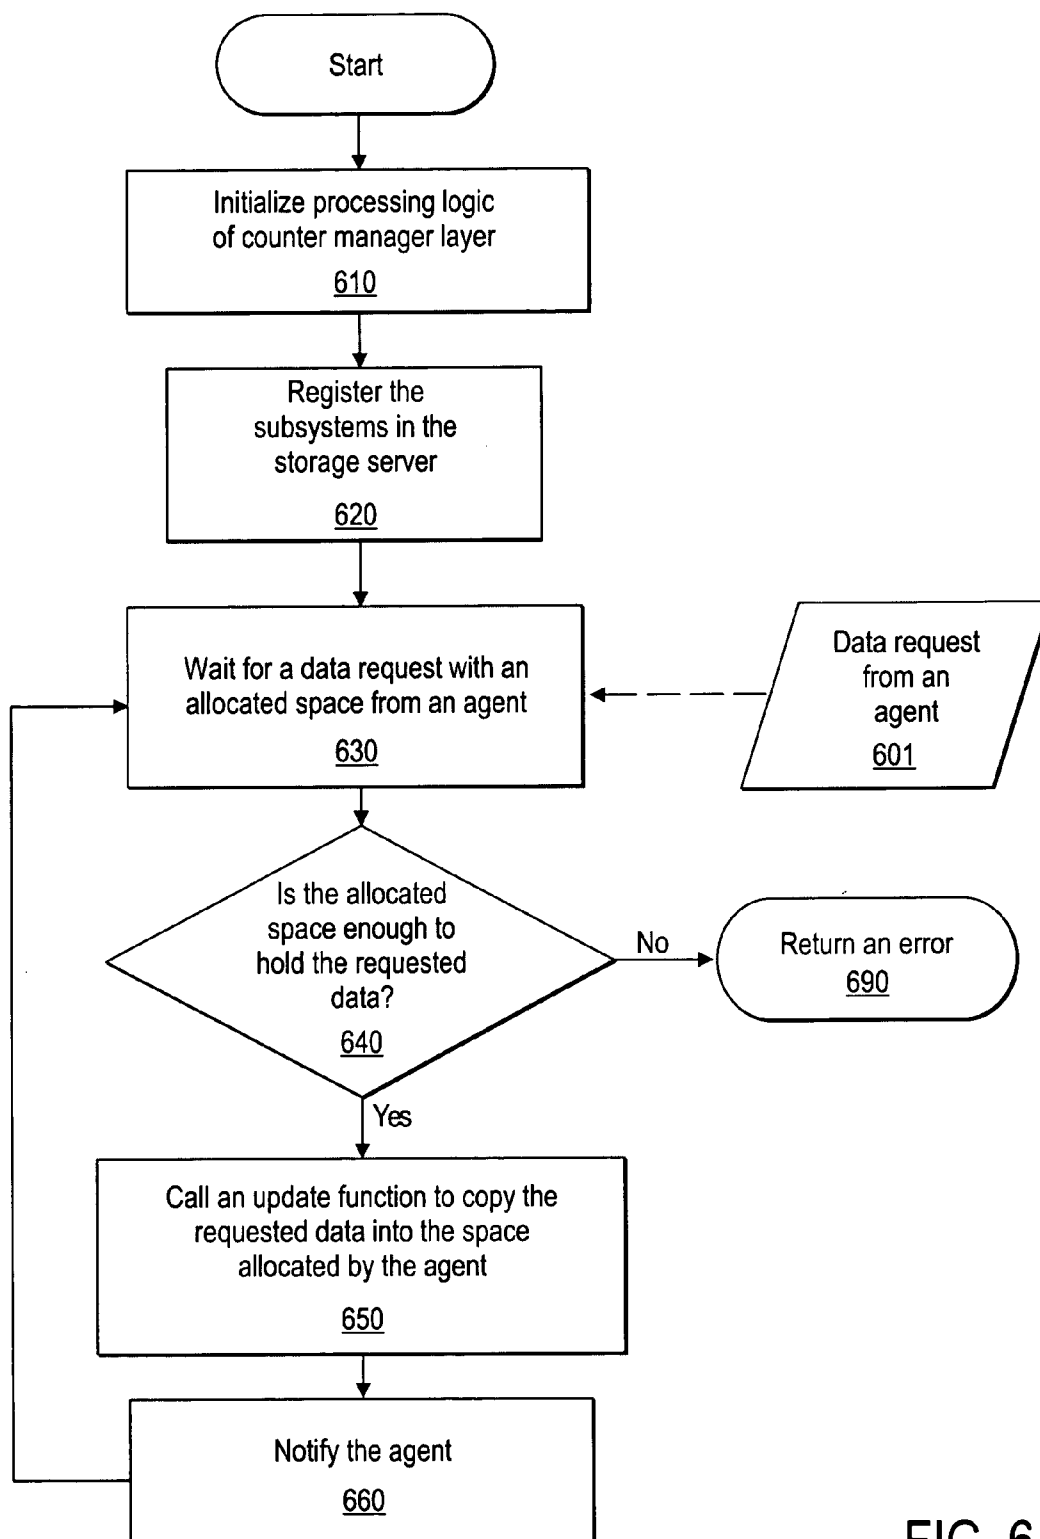 Start
Initialize processing logic
of counter manager layer
610
Register the
subsystems in the
storage server
620
Wait for a data request with an
allocated space from an agent
630
Data request
from an
agent
601
Is the allocated
space enough to
hold the requested
data?
640
No
Return an error
690
Yes
Call an update function to copy the
requested data into the space
allocated by the agent
650
Notify the agent
660
FIG. 6